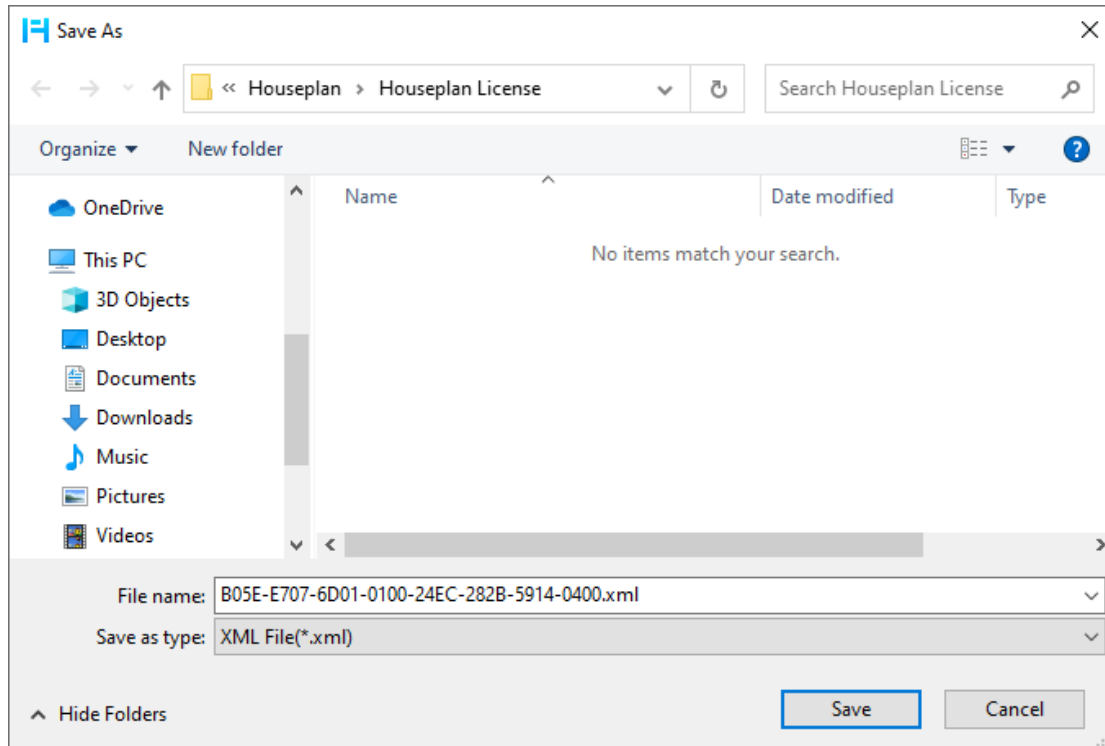 Save As
« Houseplan > Houseplan License
Search Houseplan License
Organize
New folder
?
Name
Date modified
Type
OneDrive
This PC
3D Objects
Desktop
Documents
Downloads
Music
Pictures
Videos
No items match your search.
File name: B05E-E707-6D01-0100-24EC-282B-5914-0400.xml
Save as type: XML File(*.xml)
Hide Folders
Save
Cancel